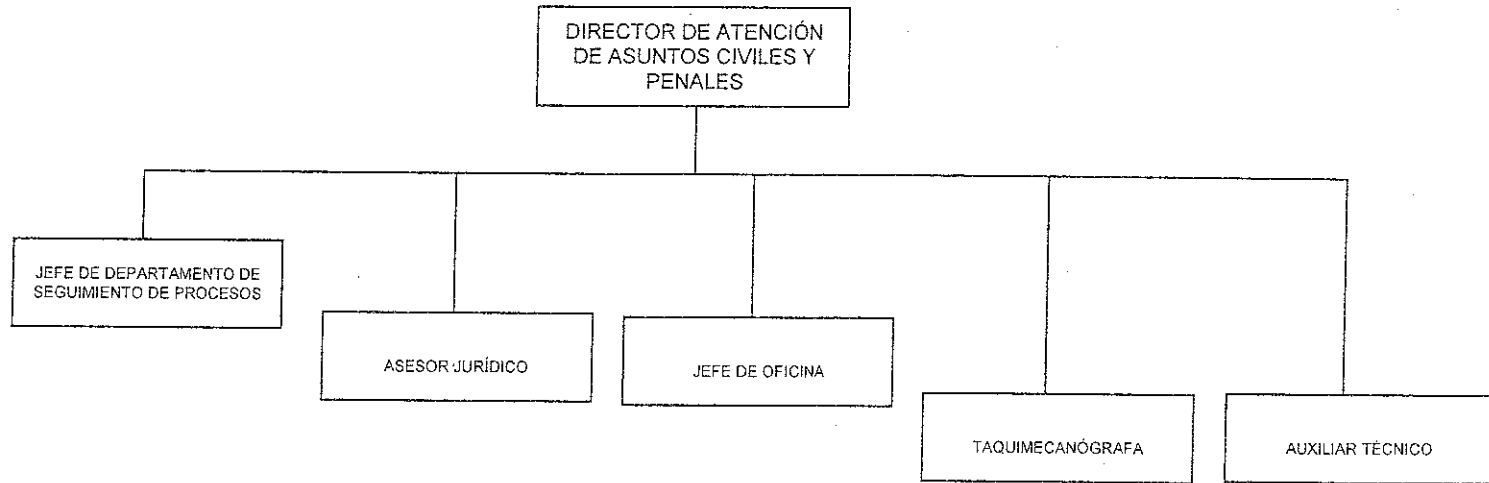 DIRECTOR DE ATENCIÓN
DE ASUNTOS CIVILES Y
PENALES
JEFE DE DEPARTAMENTO DE
SEGUIMIENTO DE PROCESOS
ASESOR JURÍDICO
JEFE DE OFICINA
TAQUIMECANÓGRAFA
AUXILIAR TÉCNICO